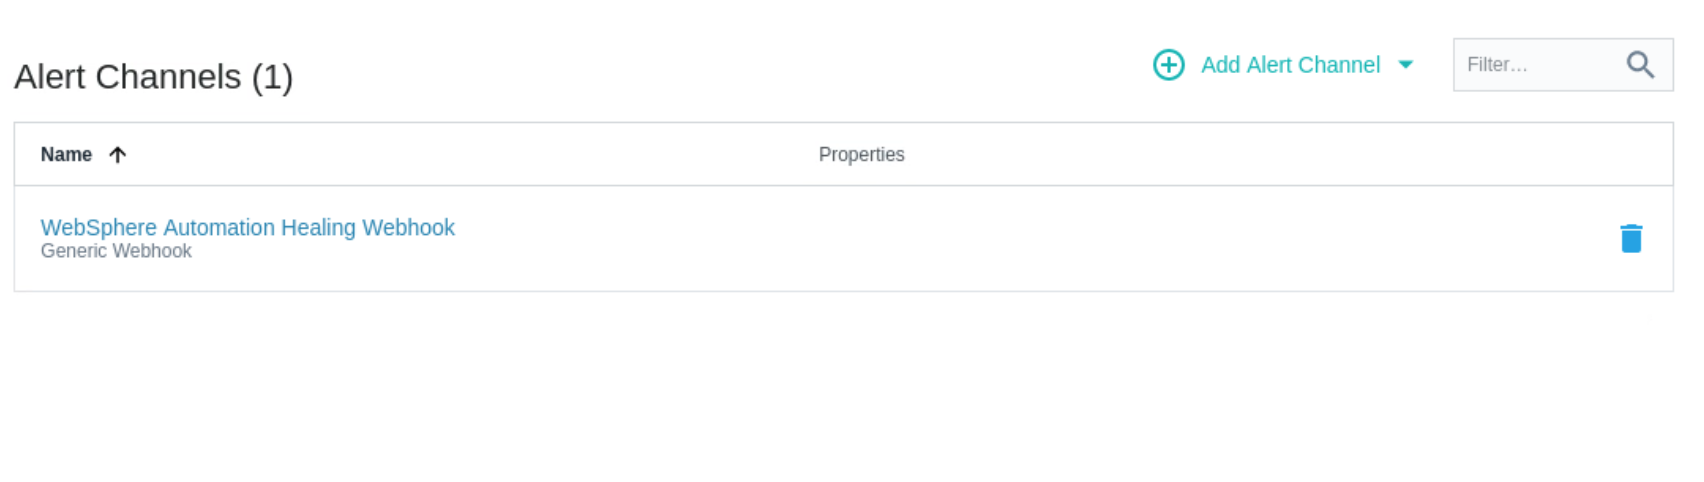 Alert Channels (1)
Add Alert Channel
Filter...
Name
Properties
WebSphere Automation Healing Webhook
Generic Webhook